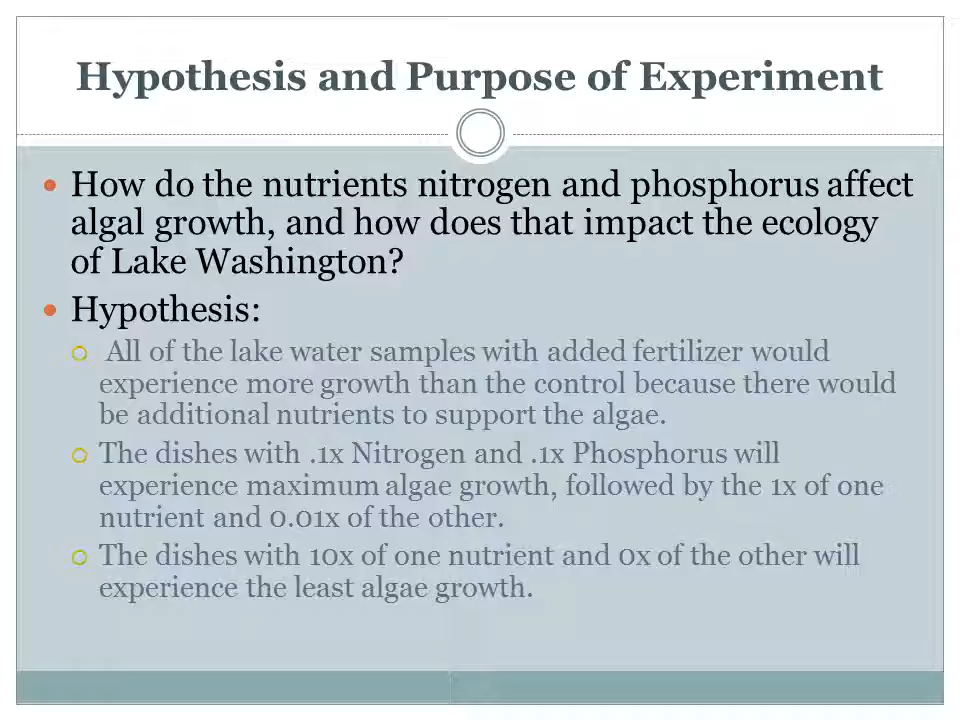 Hypothesis and Purpose of Experiment
How do the nutrients nitrogen and phosphorus affect
algal growth, and how does that impact the ecology
of Lake Washington?
Hypothesis:
All of the lake water samples with added fertilizer would
experience more growth than the control because there would
be additional nutrients to support the algae.
The dishes with .1x Nitrogen and .1x Phosphorus will
experience maximum algae growth, followed by the 1x of one
nutrient and 0.01x of the other.
The dishes with 10x of one nutrient and 0x of the other will
experience the least algae growth.